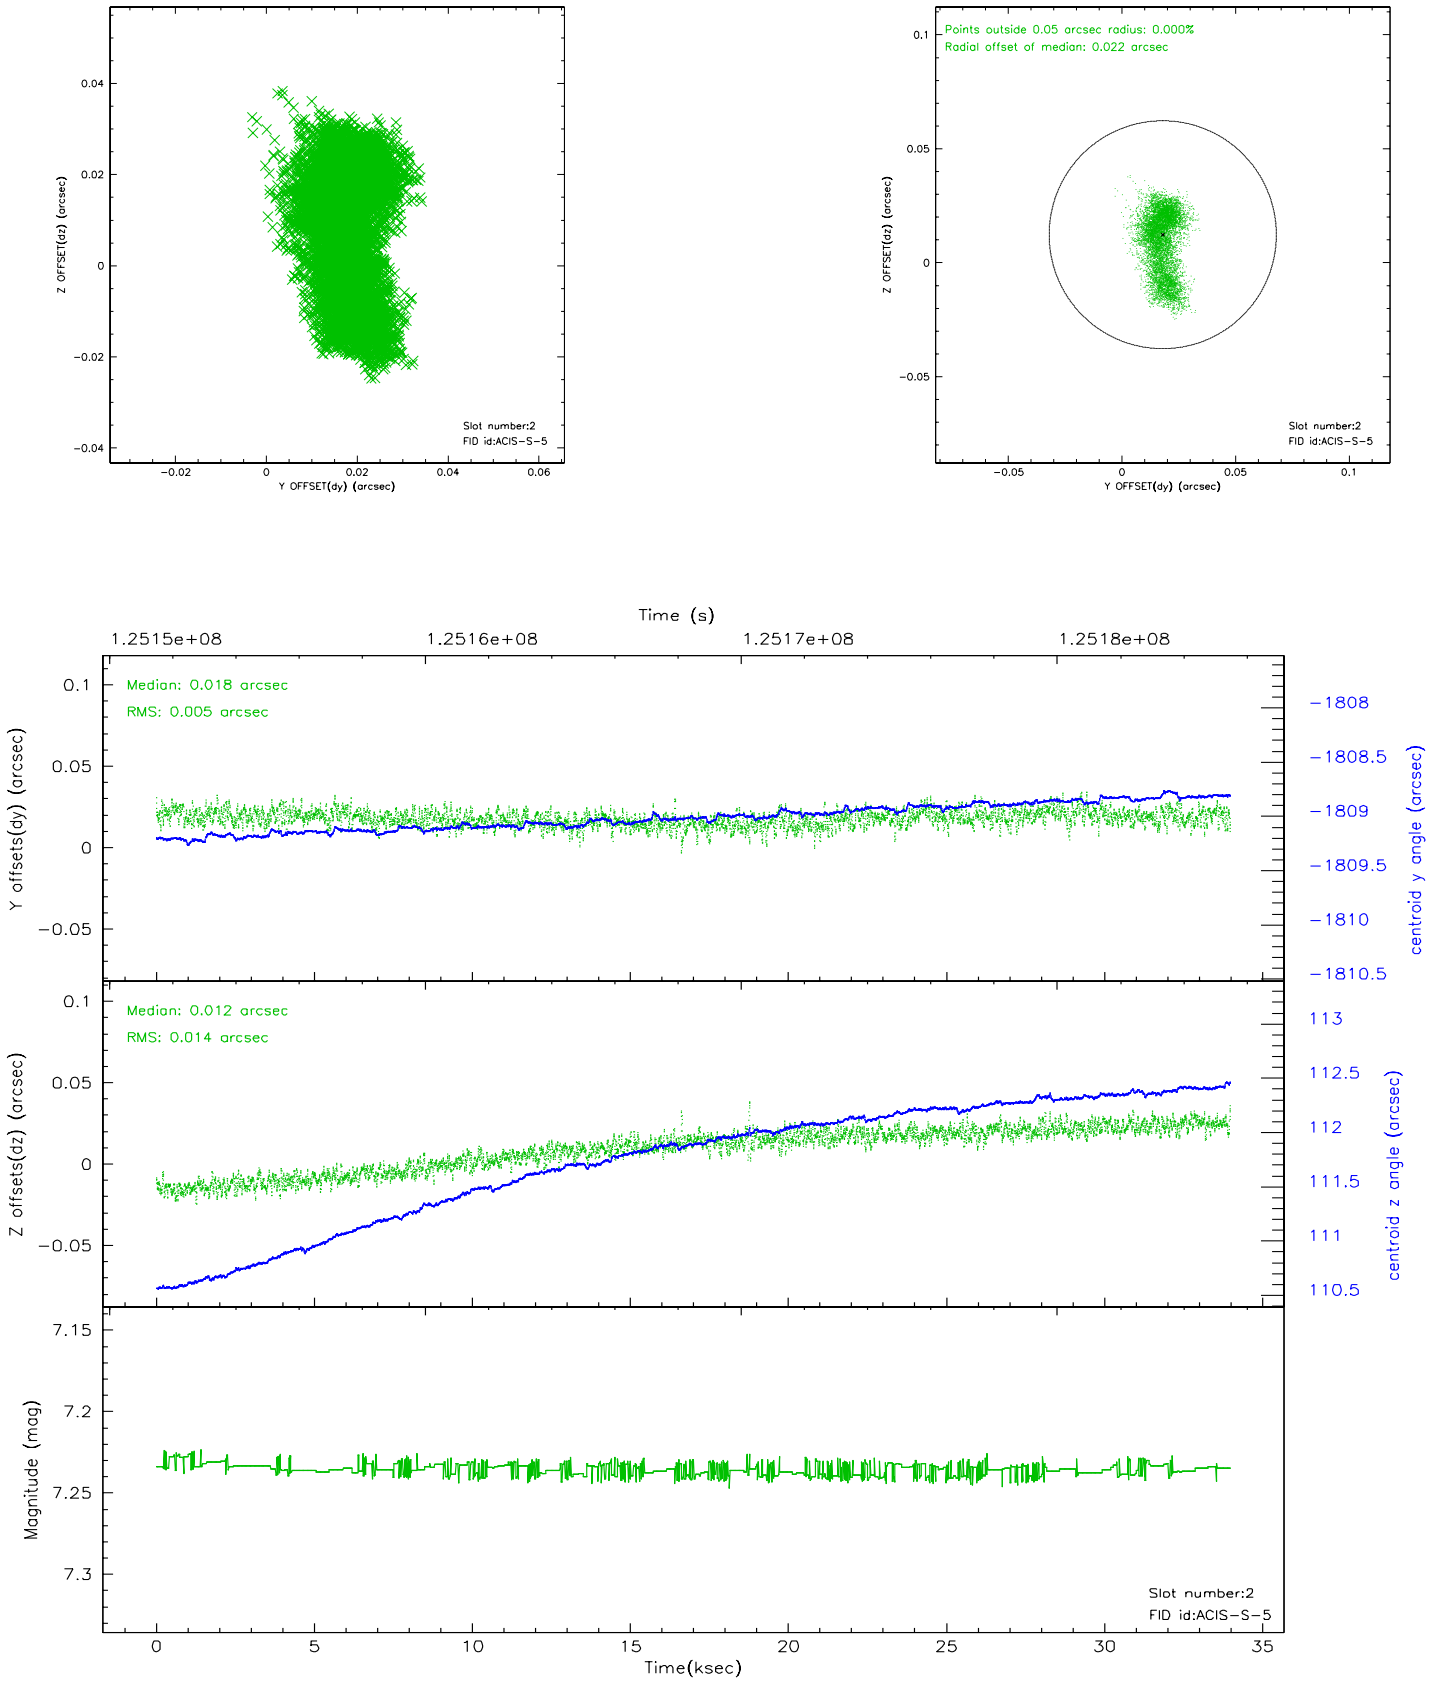 0.04
0.02
0
−0.02
−0.04
Z OFFSET(dz) (arcsec)
Slot number:2
FID id:ACIS−S−5
−0.02 0 0.02 0.04 0.06
Y OFFSET(dy) (arcsec)
Points outside 0.05 arcsec radius: 0.000%
Radial offset of median: 0.022 arcsec
0.1
0.05
0
−0.05
Z OFFSET(dz) (arcsec)
Slot number:2
FID id:ACIS−S−5
−0.05 0 0.05 0.1
Y OFFSET(dy) (arcsec)
Time (s)
1.2515e+08 1.2516e+08 1.2517e+08 1.2518e+08
Median: 0.018 arcsec
RMS: 0.005 arcsec
0.1
0.05
0
−0.05
Y offsets(dy) (arcsec)
−1808
−1808.5
−1809
−1809.5
−1810
−1810.5
centroid y angle (arcsec)
Median: 0.012 arcsec
RMS: 0.014 arcsec
0.1
0.05
0
−0.05
Z offsets(dz) (arcsec)
113
112.5
112
111.5
111
110.5
centroid z angle (arcsec)
7.15
7.2
7.25
7.3
Magnitude (mag)
Slot number:2
FID id:ACIS−S−5
0 5 10 15 20 25 30 35
Time(ksec)